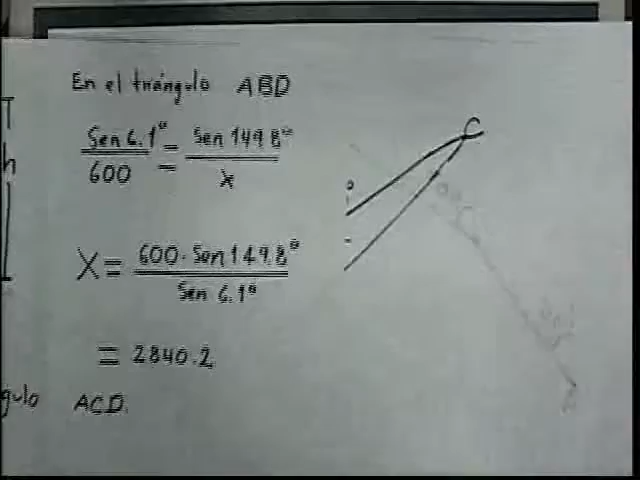 En el triángulo ABD
Sen 6.1° = Sen 149.8°
600 x
h
X = 600 · Sen 149.8°
Sen 6.1°
= 2840.2
gulo ACD.